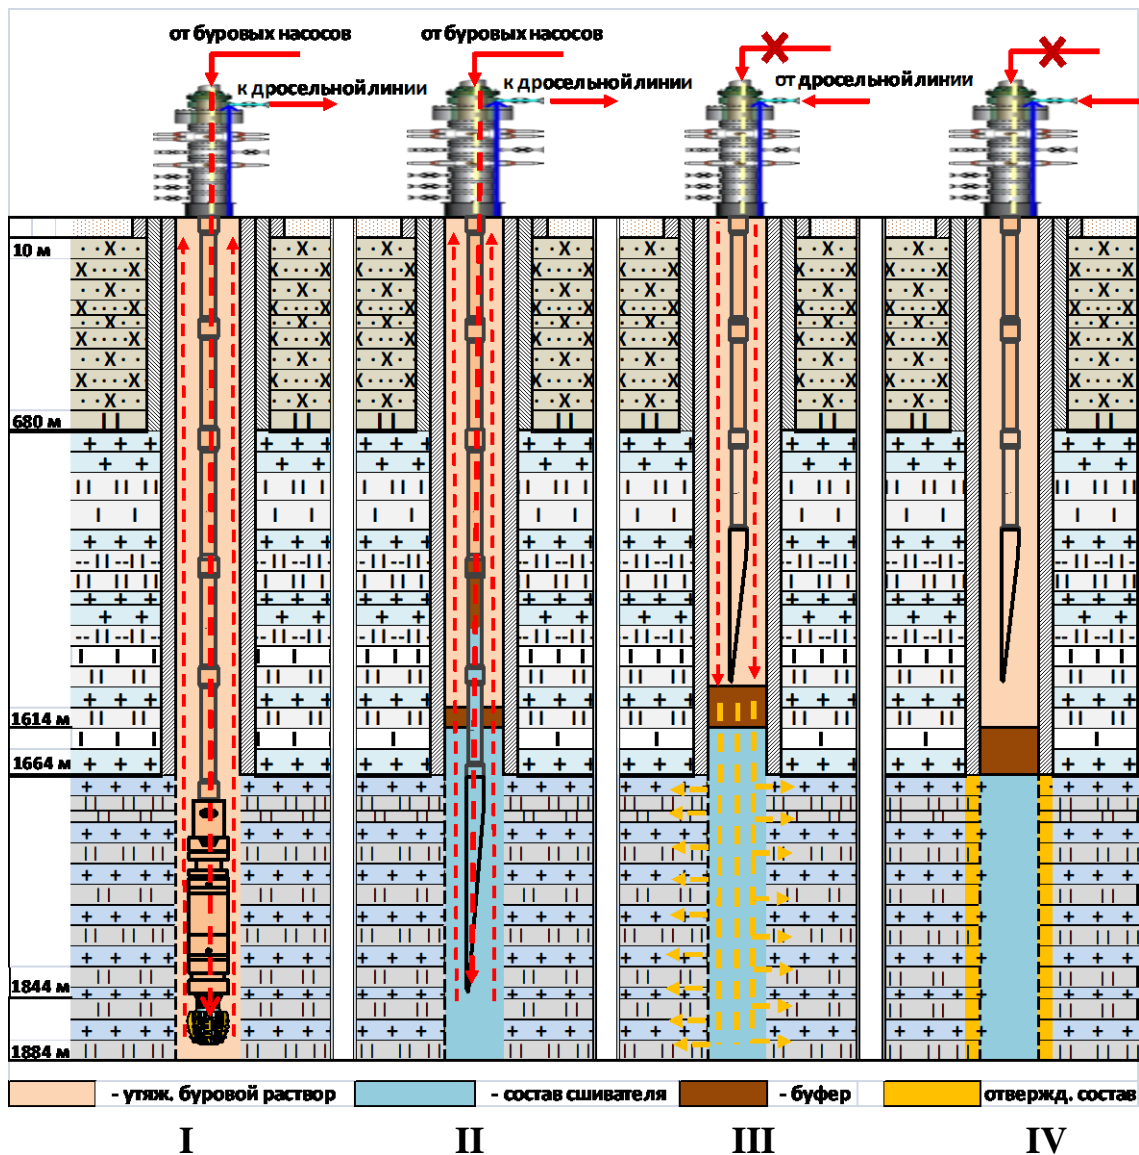 от буровых насосов
от буровых насосов
к дросельной линии
к дросельной линии
от дросельной линии
10 м
680 м
1614 м
1664 м
1844 м
1884 м
- утяж. буровой раствор
- состав сшивателя
- буфер
отвержд. состав
I
II
III
IV